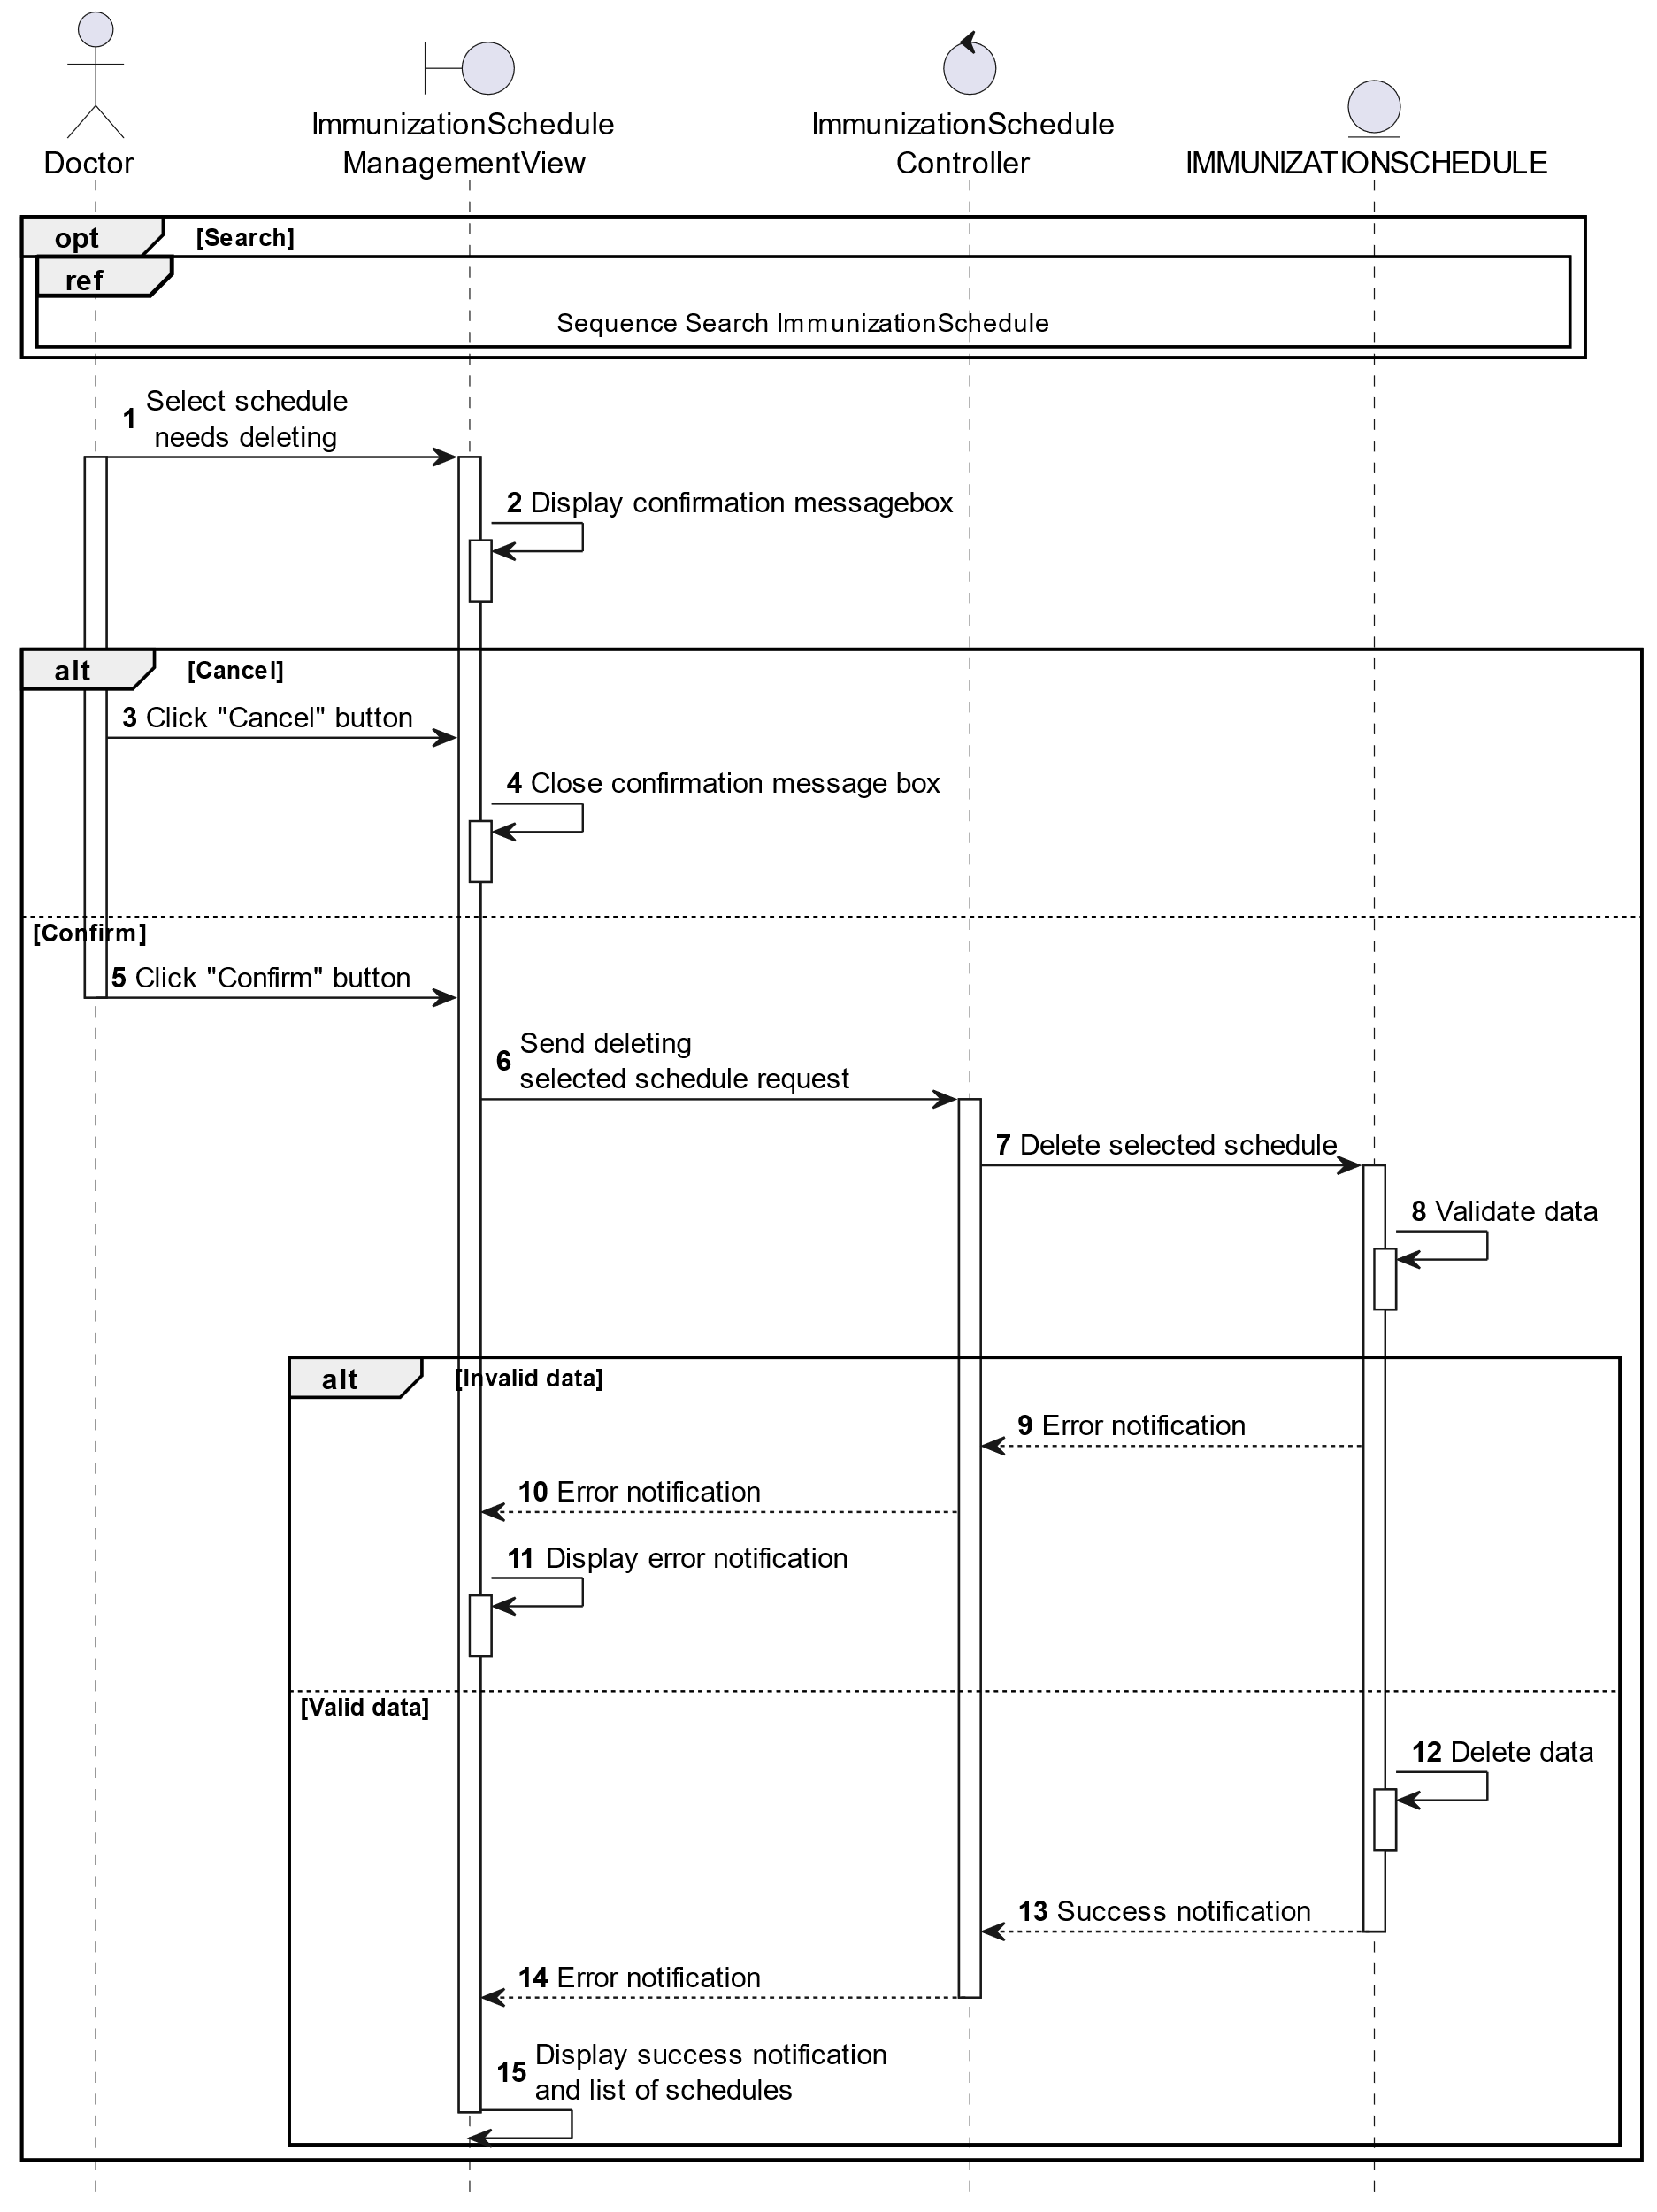 Doctor
ImmunizationSchedule
ManagementView
ImmunizationSchedule
Controller
IMMUNIZATIONSCHEDULE
opt [Search]
ref
Sequence Search ImmunizationSchedule
1 Select schedule
needs deleting
2 Display confirmation messagebox
alt [Cancel]
3 Click "Cancel" button
4 Close confirmation message box
[Confirm]
5 Click "Confirm" button
6 Send deleting
selected schedule request
7 Delete selected schedule
8 Validate data
alt [Invalid data]
9 Error notification
10 Error notification
11 Display error notification
[Valid data]
12 Delete data
13 Success notification
14 Error notification
15 Display success notification
and list of schedules